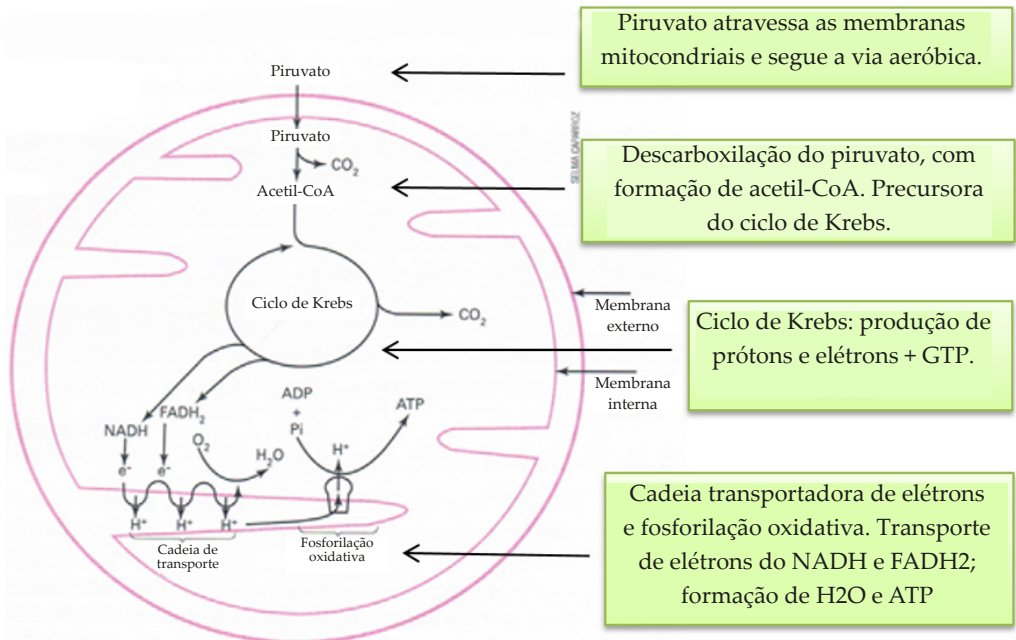 Piruvato atravessa as membranas
mitocondriais e segue a via aeróbica.
Piruvato
Piruvato
CO2
Acetil-CoA
SELMA CAPARROZ
Descarboxilação do piruvato, com
formação de acetil-CoA. Precursora
do ciclo de Krebs.
Ciclo de Krebs
CO2
Membrana
externo
Ciclo de Krebs: produção de
prótons e elétrons + GTP.
Membrana
interna
NADH
FADH2
O2
H2O
ADP
+
Pi
ATP
H+
e-
e-
H+
H+
H+
Cadeia de
transporte
Fosforilação
oxidativa
Cadeia transportadora de elétrons
e fosforilação oxidativa. Transporte
de elétrons do NADH e FADH2;
formação de H2O e ATP